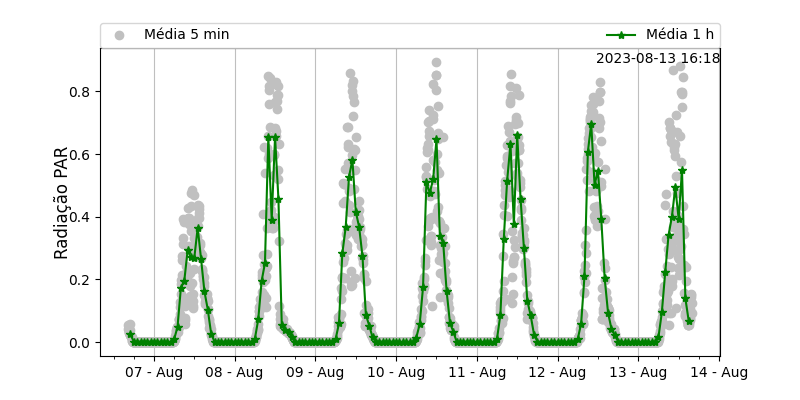 Média 5 min
Média 1 h
2023-08-13 16:18
Radiação PAR
0.8
0.6
0.4
0.2
0.0
07 - Aug
08 - Aug
09 - Aug
10 - Aug
11 - Aug
12 - Aug
13 - Aug
14 - Aug